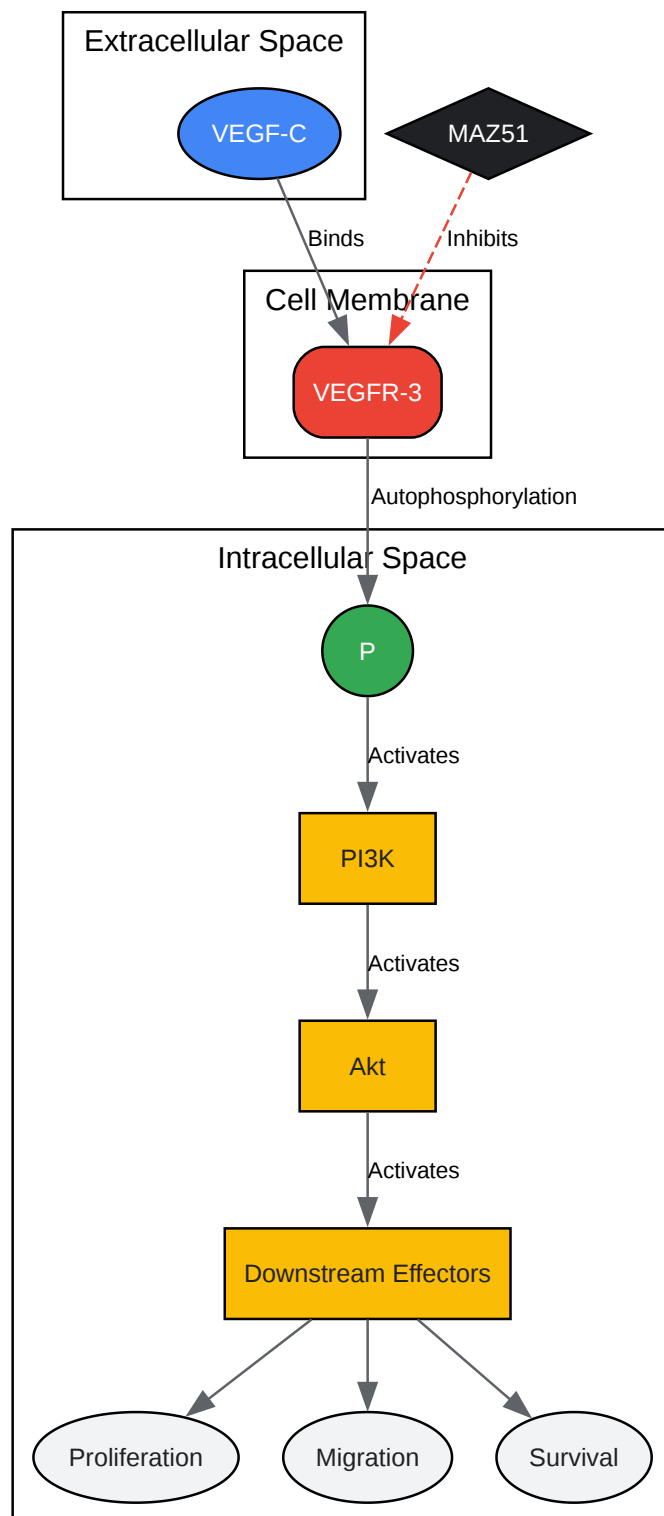 Extracellular Space
VEGF-C
MAZ51
Binds
Inhibits
Cell Membrane
VEGFR-3
Autophosphorylation
Intracellular Space
P
Activates
PI3K
Activates
Akt
Activates
Downstream Effectors
Proliferation
Migration
Survival